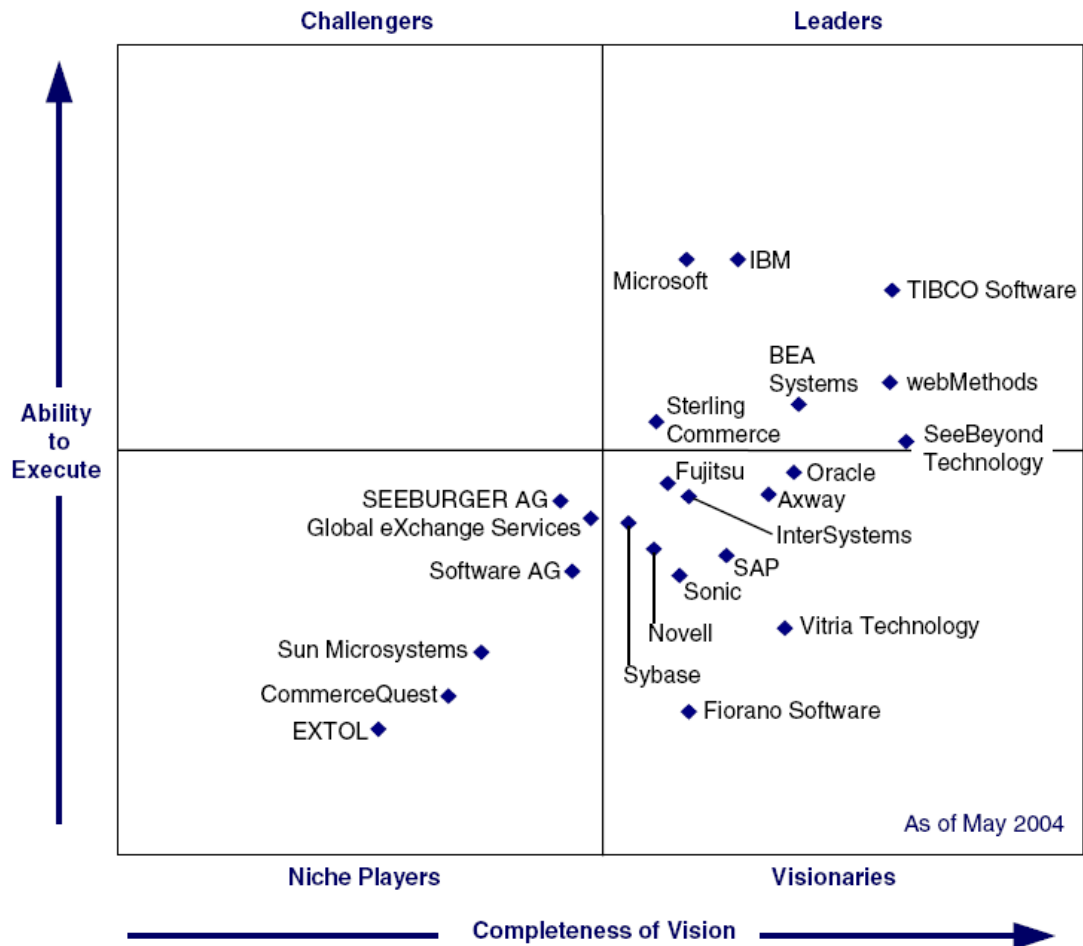 Challengers
Leaders
Microsoft
IBM
TIBCO Software
BEA
Systems
webMethods
Ability
to
Execute
Sterling
Commerce
SeeBeyond
Technology
Fujitsu
Oracle
SEEBURGER AG
Axway
Global eXchange Services
InterSystems
Software AG
SAP
Sonic
Novell
Vitria Technology
Sun Microsystems
Sybase
CommerceQuest
Fiorano Software
EXTOL
As of May 2004
Niche Players
Visionaries
Completeness of Vision